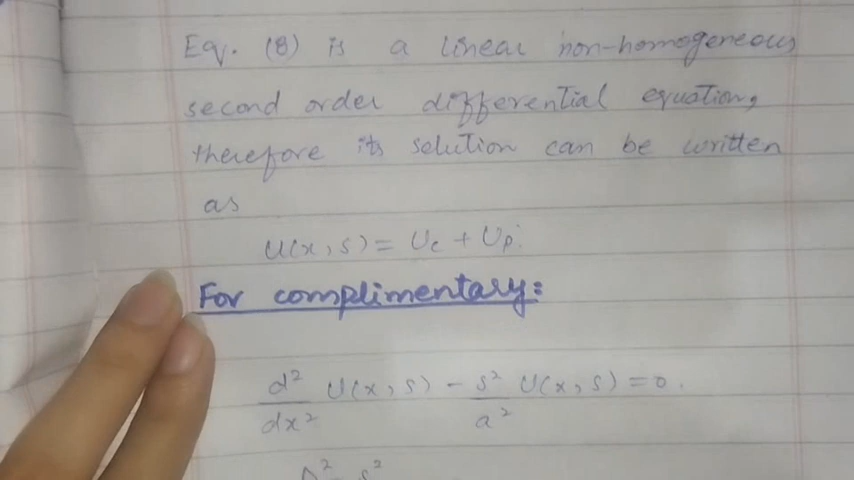 Eq. (8) is a linear non-homogeneous
second order differential equation,
therefore its solution can be written
as
U(x,s) = Uc + Up.
For complimentary:
d²/dx² U(x,s) - s²/a² U(x,s) = 0.